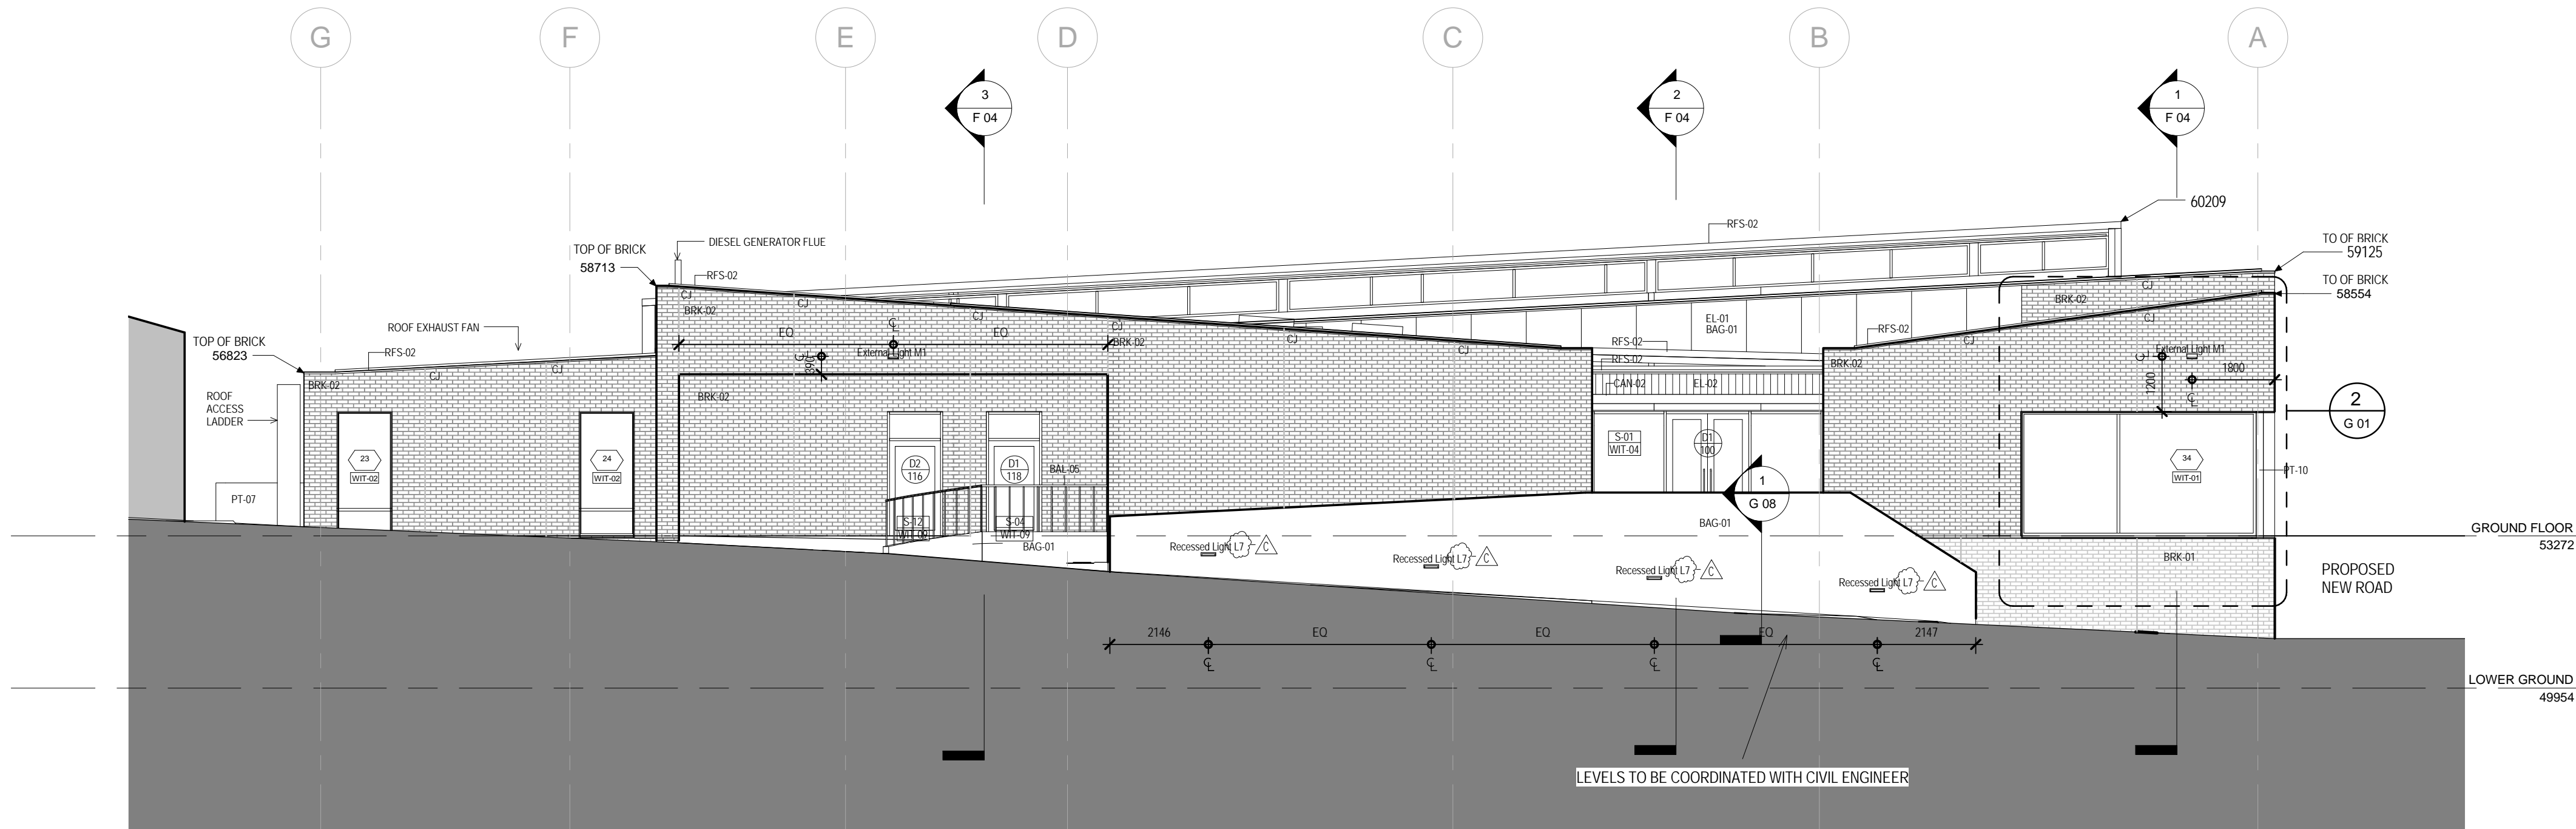 G
F
E
D
C
B
A
3
F 04
2
F 04
1
F 04
60209
RFS-02
TOP OF BRICK
58713
DIESEL GENERATOR FLUE
RFS-02
TO OF BRICK
59125
TO OF BRICK
58554
CJ
CJ
CJ
CJ
CJ
CJ
CJ
CJ
CJ
CJ
CJ
BRK-02
BRK-02
EL-01
BAG-01
RFS-02
RFS-02
RFS-02
ROOF EXHAUST FAN
RFS-02
TOP OF BRICK
56823
EQ
EQ
External Light M1
390
BRK-02
BRK-02
External Light M1
1800
1200
BRK-02
BRK-02
CAN-02
EL-02
ROOF
ACCESS
LADDER
2
G 01
23
WIT-02
24
WIT-02
D2
116
D1
118
BAL-05
S-01
WIT-04
D1
100
34
WIT-01
PT-10
PT-07
1
G 08
S-12
WIT-09
S-04
WIT-09
BAG-01
BAG-01
GROUND FLOOR
53272
Recessed Light L7
C
Recessed Light L7
C
Recessed Light L7
C
Recessed Light L7
C
BRK-01
PROPOSED
NEW ROAD
2146
EQ
EQ
EQ
2147
LOWER GROUND
49954
LEVELS TO BE COORDINATED WITH CIVIL ENGINEER